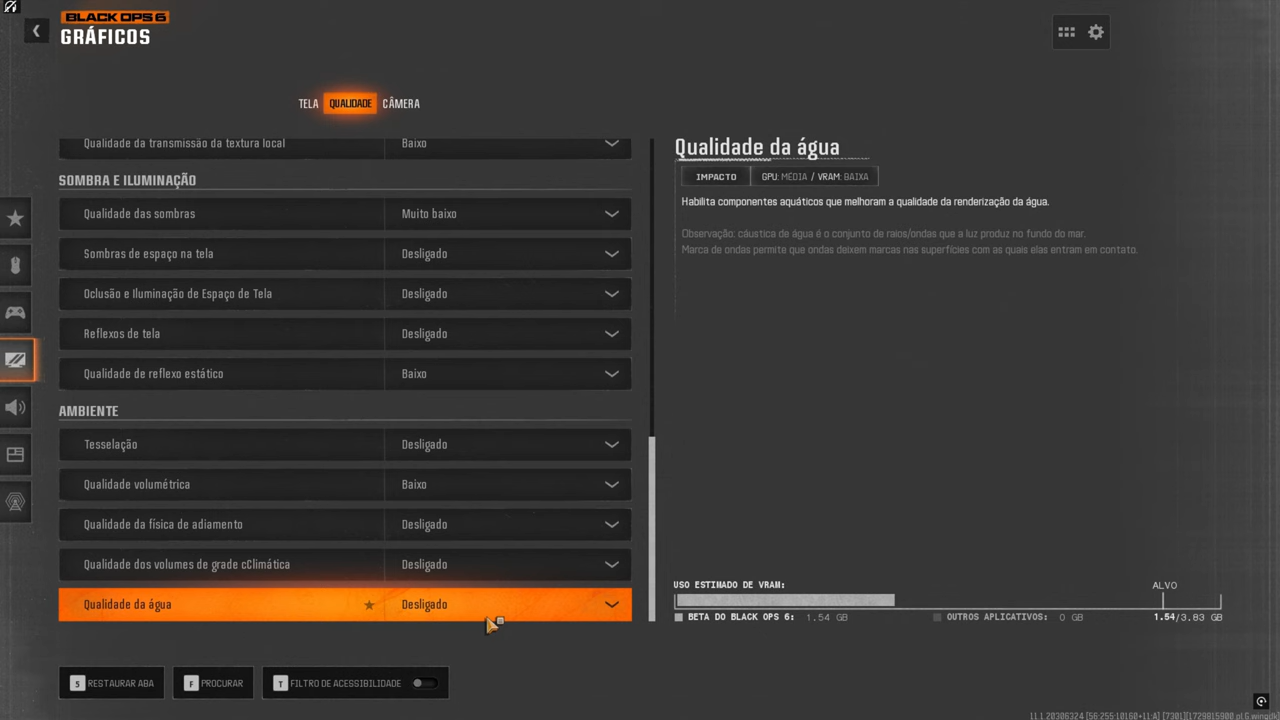 BLACK OPS 6
GRÁFICOS
TELA QUALIDADE CÂMERA
Qualidade da transmissão da textura local Baixo
SOMBRA E ILUMINAÇÃO
Qualidade das sombras Muito baixo
Sombras de espaço na tela Desligado
Oclusão e Iluminação de Espaço de Tela Desligado
Reflexos de tela Desligado
Qualidade de reflexo estático Baixo
AMBIENTE
Tesselação Desligado
Qualidade volumétrica Baixo
Qualidade da física de adiamento Desligado
Qualidade dos volumes de grade cClimática Desligado
Qualidade da água Desligado
Qualidade da água
IMPACTO GPU: MÉDIA / VRAM: BAIXA
Habilita componentes aquáticos que melhoram a qualidade da renderização da água.
Observação: cáustica de água é o conjunto de raios/ondas que a luz produz no fundo do mar.
Marca de ondas permite que ondas deixem marcas nas superfícies com as quais elas entram em contato.
USO ESTIMADO DE VRAM: ALVO
BETA DO BLACK OPS 6: 1.54 GB OUTROS APLICATIVOS: 0 GB 1.54/3.83 GB
5 RESTAURAR ABA F PROCURAR T FILTRO DE ACESSIBILIDADE